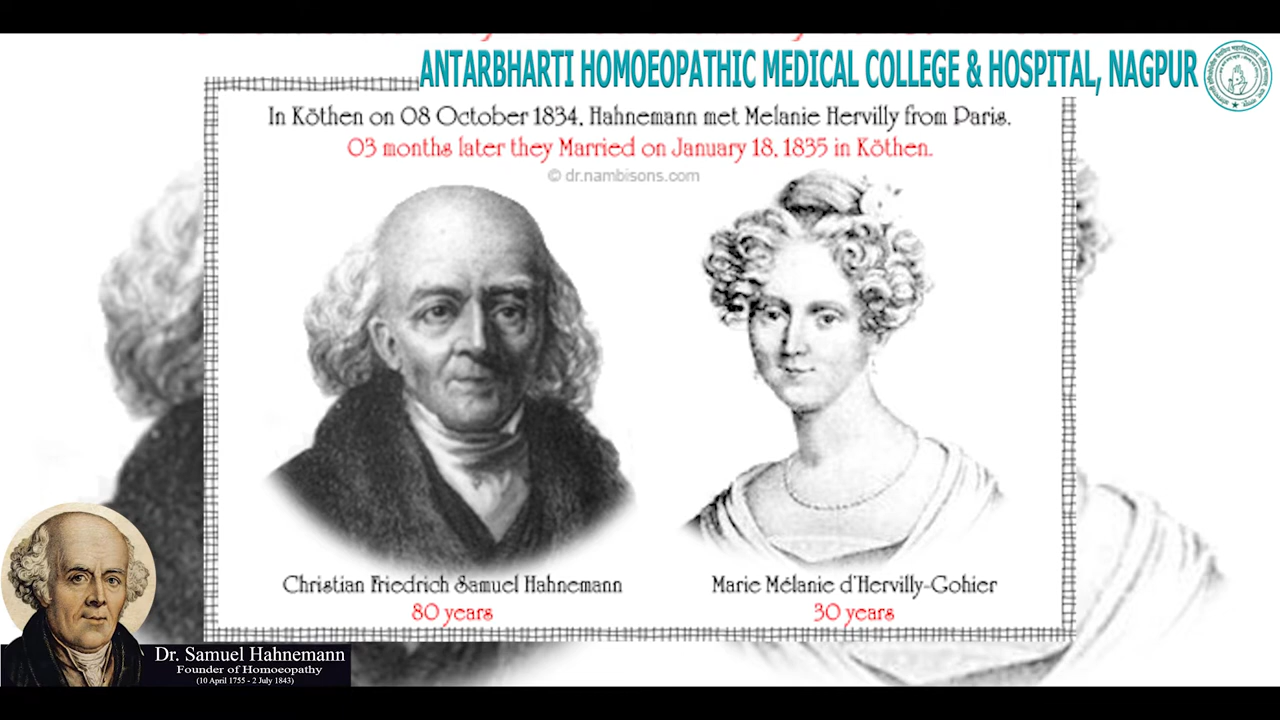 ANTARBHARTI HOMOEOPATHIC MEDICAL COLLEGE & HOSPITAL, NAGPUR
In Köthen on 08 October 1834, Hahnemann met Melanie Hervilly from Paris.
03 months later they Married on January 18, 1835 in Köthen.
© dr.nambisons.com
Christian Friedrich Samuel Hahnemann
80 years
Marie Mélanie d'Hervilly-Gohier
30 years
Dr. Samuel Hahnemann
Founder of Homoeopathy
(10 April 1755 - 2 July 1843)